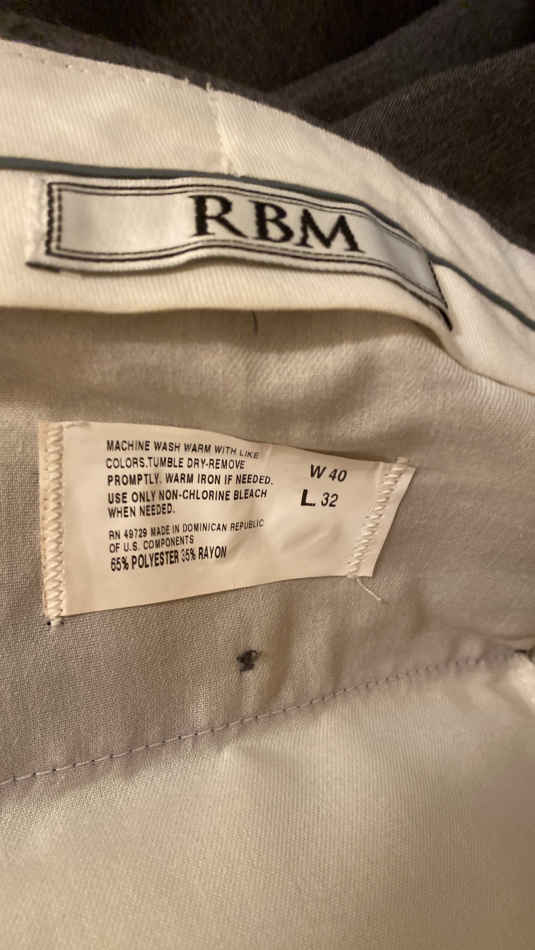 RBM
MACHINE WASH WARM WITH LIKE
COLORS.TUMBLE DRY-REMOVE
PROMPTLY. WARM IRON IF NEEDED.
USE ONLY NON-CHLORINE BLEACH
WHEN NEEDED.
RN 49729 MADE IN DOMINICAN REPUBLIC
OF U.S. COMPONENTS
65% POLYESTER 35% RAYON
W 40
L 32